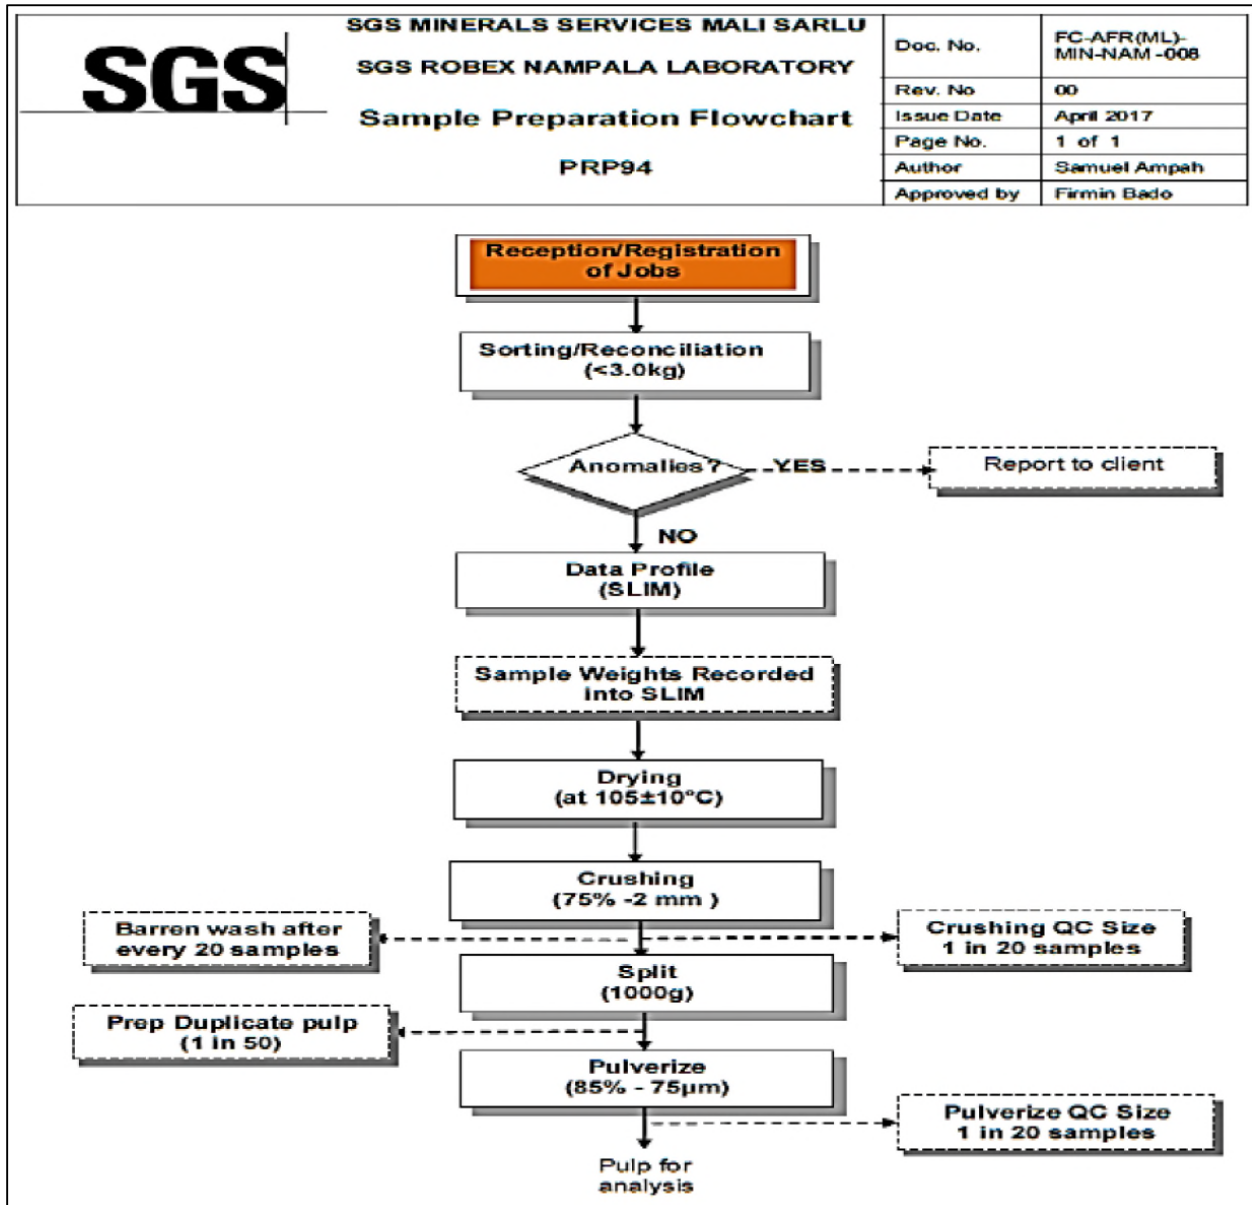 SGS
SGS MINERALS SERVICES MALI SARLU
SGS ROBEX NAMPALA LABORATORY
Sample Preparation Flowchart
PRP94
Doc. No.
FC-AFR(ML)-
MIN-NAM -008
Rev. No
00
Issue Date
April 2017
Page No.
1 of 1
Author
Samuel Ampah
Approved by
Firmin Bado
Reception/Registration
of Jobs
Sorting/Reconciliation
(<3.0kg)
Anomalies?
YES
Report to client
NO
Data Profile
(SLIM)
Sample Weights Recorded
into SLIM
Drying
(at 105±10°C)
Crushing
(75% -2 mm )
Barren wash after
every 20 samples
Crushing QC Size
1 in 20 samples
Split
(1000g)
Prep Duplicate pulp
(1 in 50)
Pulverize
(85% - 75µm)
Pulverize QC Size
1 in 20 samples
Pulp for
analysis